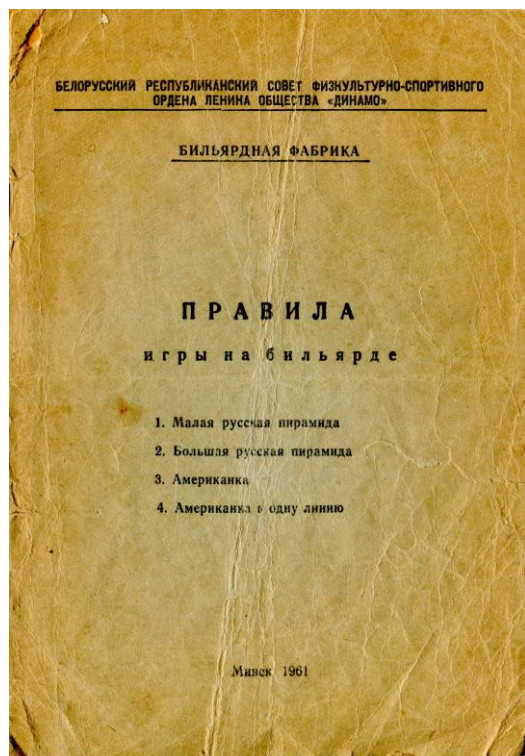 БЕЛОРУССКИЙ РЕСПУБЛИКАНСКИЙ СОВЕТ ФИЗКУЛЬТУРНО-СПОРТИВНОГО
ОРДЕНА ЛЕНИНА ОБЩЕСТВА «ДИНАМО»
БИЛЬЯРДНАЯ ФАБРИКА
ПРАВИЛА
игры на бильярде
1. Малая русская пирамида
2. Большая русская пирамида
3. Американка
4. Американка в одну линию
Минск 1961